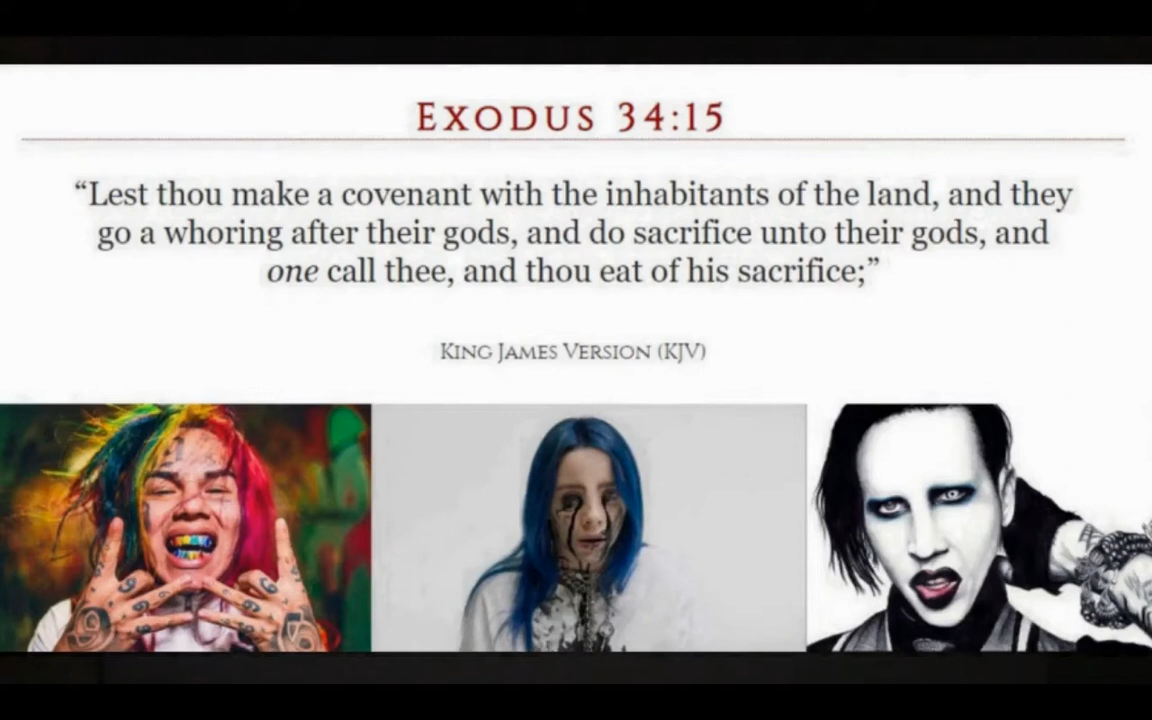 EXODUS 34:15
“Lest thou make a covenant with the inhabitants of the land, and they
go a whoring after their gods, and do sacrifice unto their gods, and
one call thee, and thou eat of his sacrifice;”
KING JAMES VERSION (KJV)